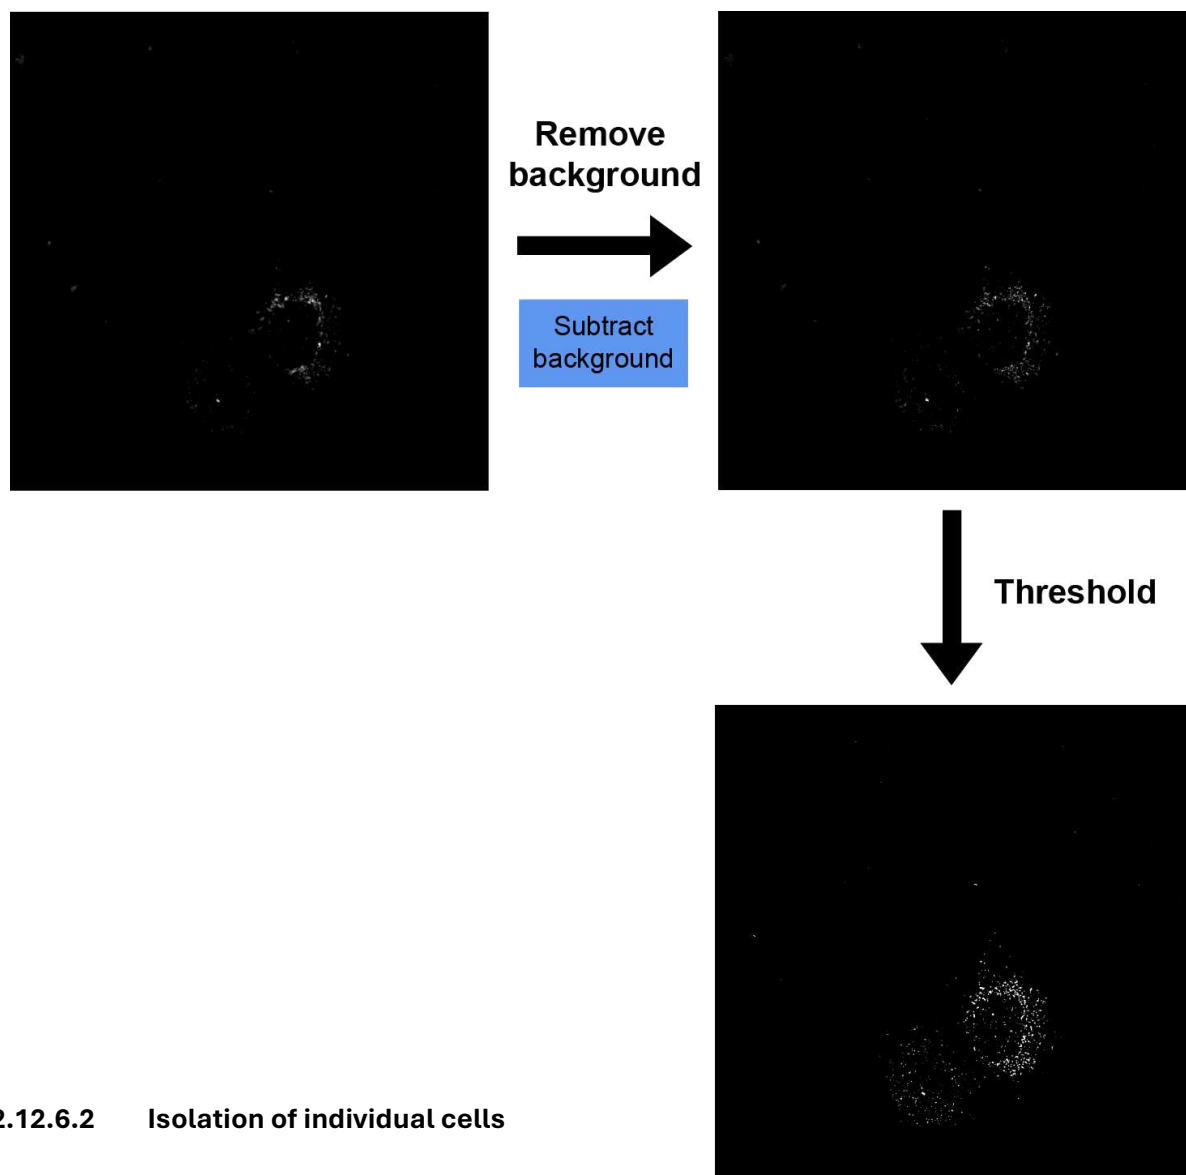 Remove
background
Subtract
background
Threshold
2.12.6.2 Isolation of individual cells